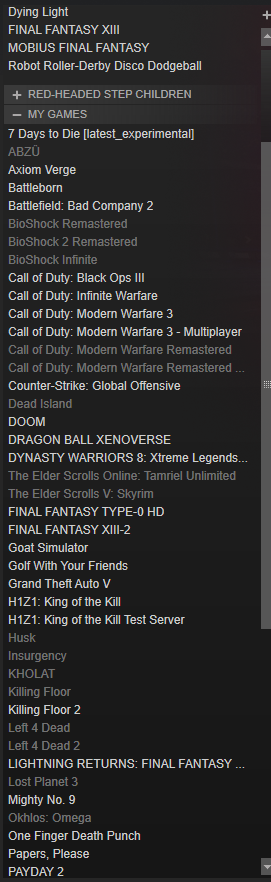 Dying Light
FINAL FANTASY XIII
MOBIUS FINAL FANTASY
Robot Roller-Derby Disco Dodgeball
+ RED-HEADED STEP CHILDREN
− MY GAMES
7 Days to Die [latest_experimental]
ABZÛ
Axiom Verge
Battleborn
Battlefield: Bad Company 2
BioShock Remastered
BioShock 2 Remastered
BioShock Infinite
Call of Duty: Black Ops III
Call of Duty: Infinite Warfare
Call of Duty: Modern Warfare 3
Call of Duty: Modern Warfare 3 - Multiplayer
Call of Duty: Modern Warfare Remastered
Call of Duty: Modern Warfare Remastered ...
Counter-Strike: Global Offensive
Dead Island
DOOM
DRAGON BALL XENOVERSE
DYNASTY WARRIORS 8: Xtreme Legends...
The Elder Scrolls Online: Tamriel Unlimited
The Elder Scrolls V: Skyrim
FINAL FANTASY TYPE-0 HD
FINAL FANTASY XIII-2
Goat Simulator
Golf With Your Friends
Grand Theft Auto V
H1Z1: King of the Kill
H1Z1: King of the Kill Test Server
Husk
Insurgency
KHOLAT
Killing Floor
Killing Floor 2
Left 4 Dead
Left 4 Dead 2
LIGHTNING RETURNS: FINAL FANTASY ...
Lost Planet 3
Mighty No. 9
Okhlos: Omega
One Finger Death Punch
Papers, Please
PAYDAY 2